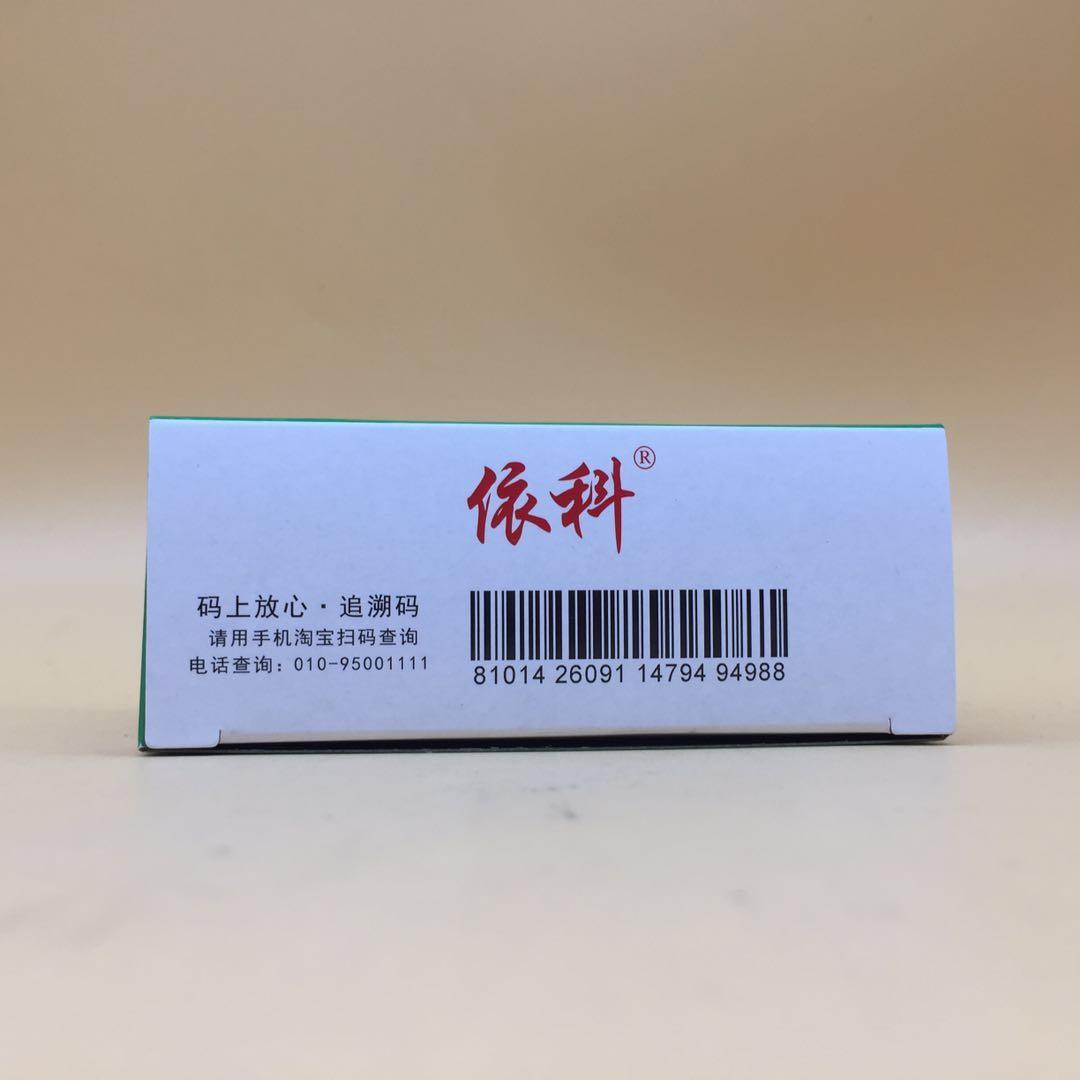 依科®
码上放心·追溯码
请用手机淘宝扫码查询
电话查询：010-95001111
81014 26091 14794 94988